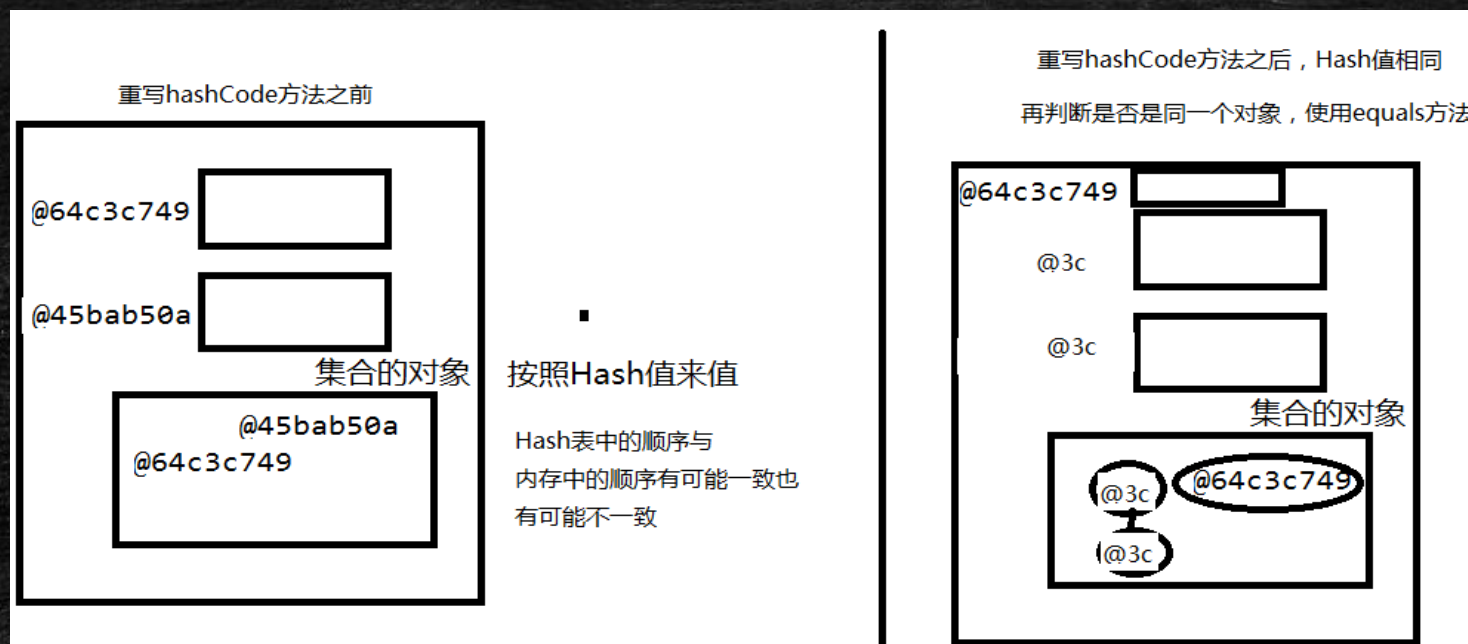 重写hashCode方法之前
@64c3c749
@45bab50a
集合的对象
@45bab50a
@64c3c749
按照Hash值来值
Hash表中的顺序与
内存中的顺序有可能一致也
有可能不一致
重写hashCode方法之后，Hash值相同
再判断是否是同一个对象，使用equals方法
@64c3c749
@3c
@3c
集合的对象
@3c @64c3c749
@3c